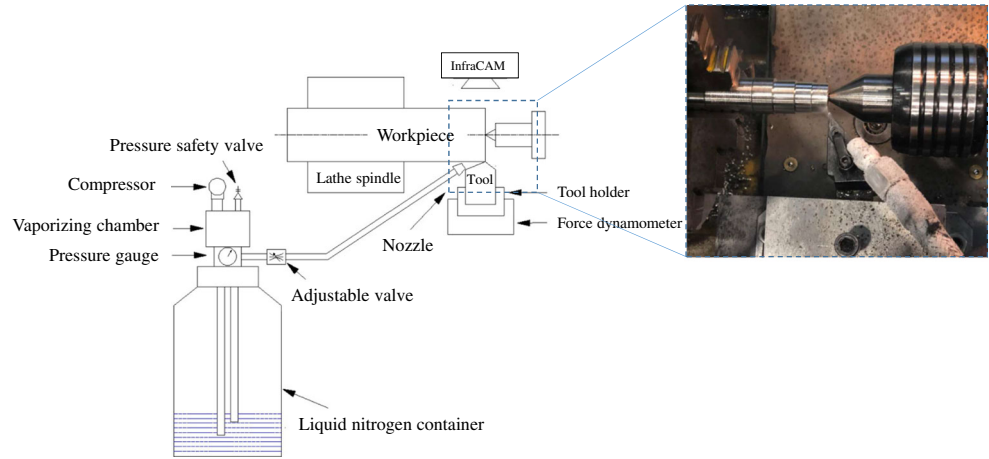 InfraCAM
Workpiece
Pressure safety valve
Lathe spindle
Tool
Compressor
Tool holder
Vaporizing chamber
Force dynamometer
Nozzle
Pressure gauge
Adjustable valve
Liquid nitrogen container